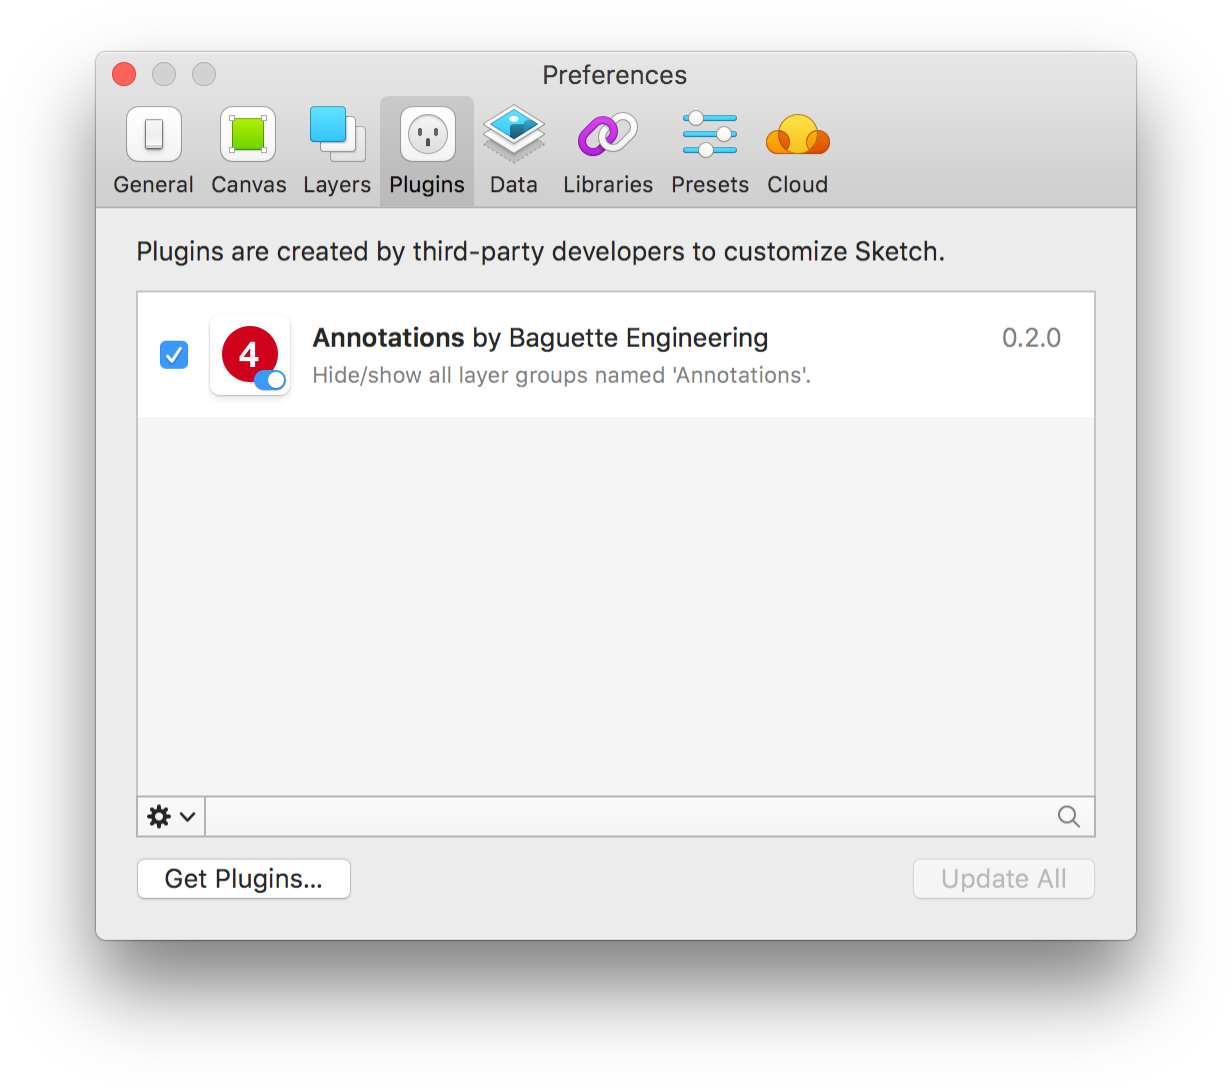 Preferences
General Canvas Layers Plugins Data Libraries Presets Cloud
Plugins are created by third-party developers to customize Sketch.
4
Annotations by Baguette Engineering 0.2.0
Hide/show all layer groups named 'Annotations'.
Get Plugins... Update All